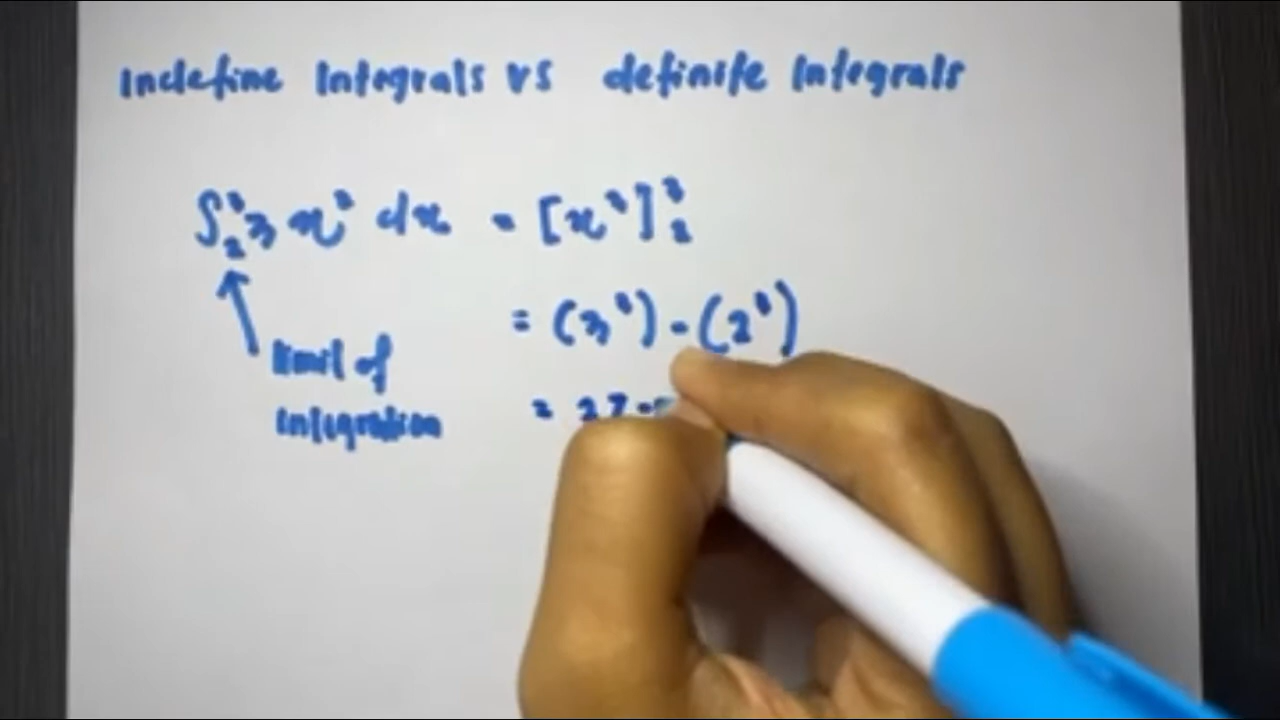 Indefine Integrals vs definite Integrals
∫₂³ 3x² dx = [x³]₂³
= (3³) - (2³)
limit of
integration
= 27 -